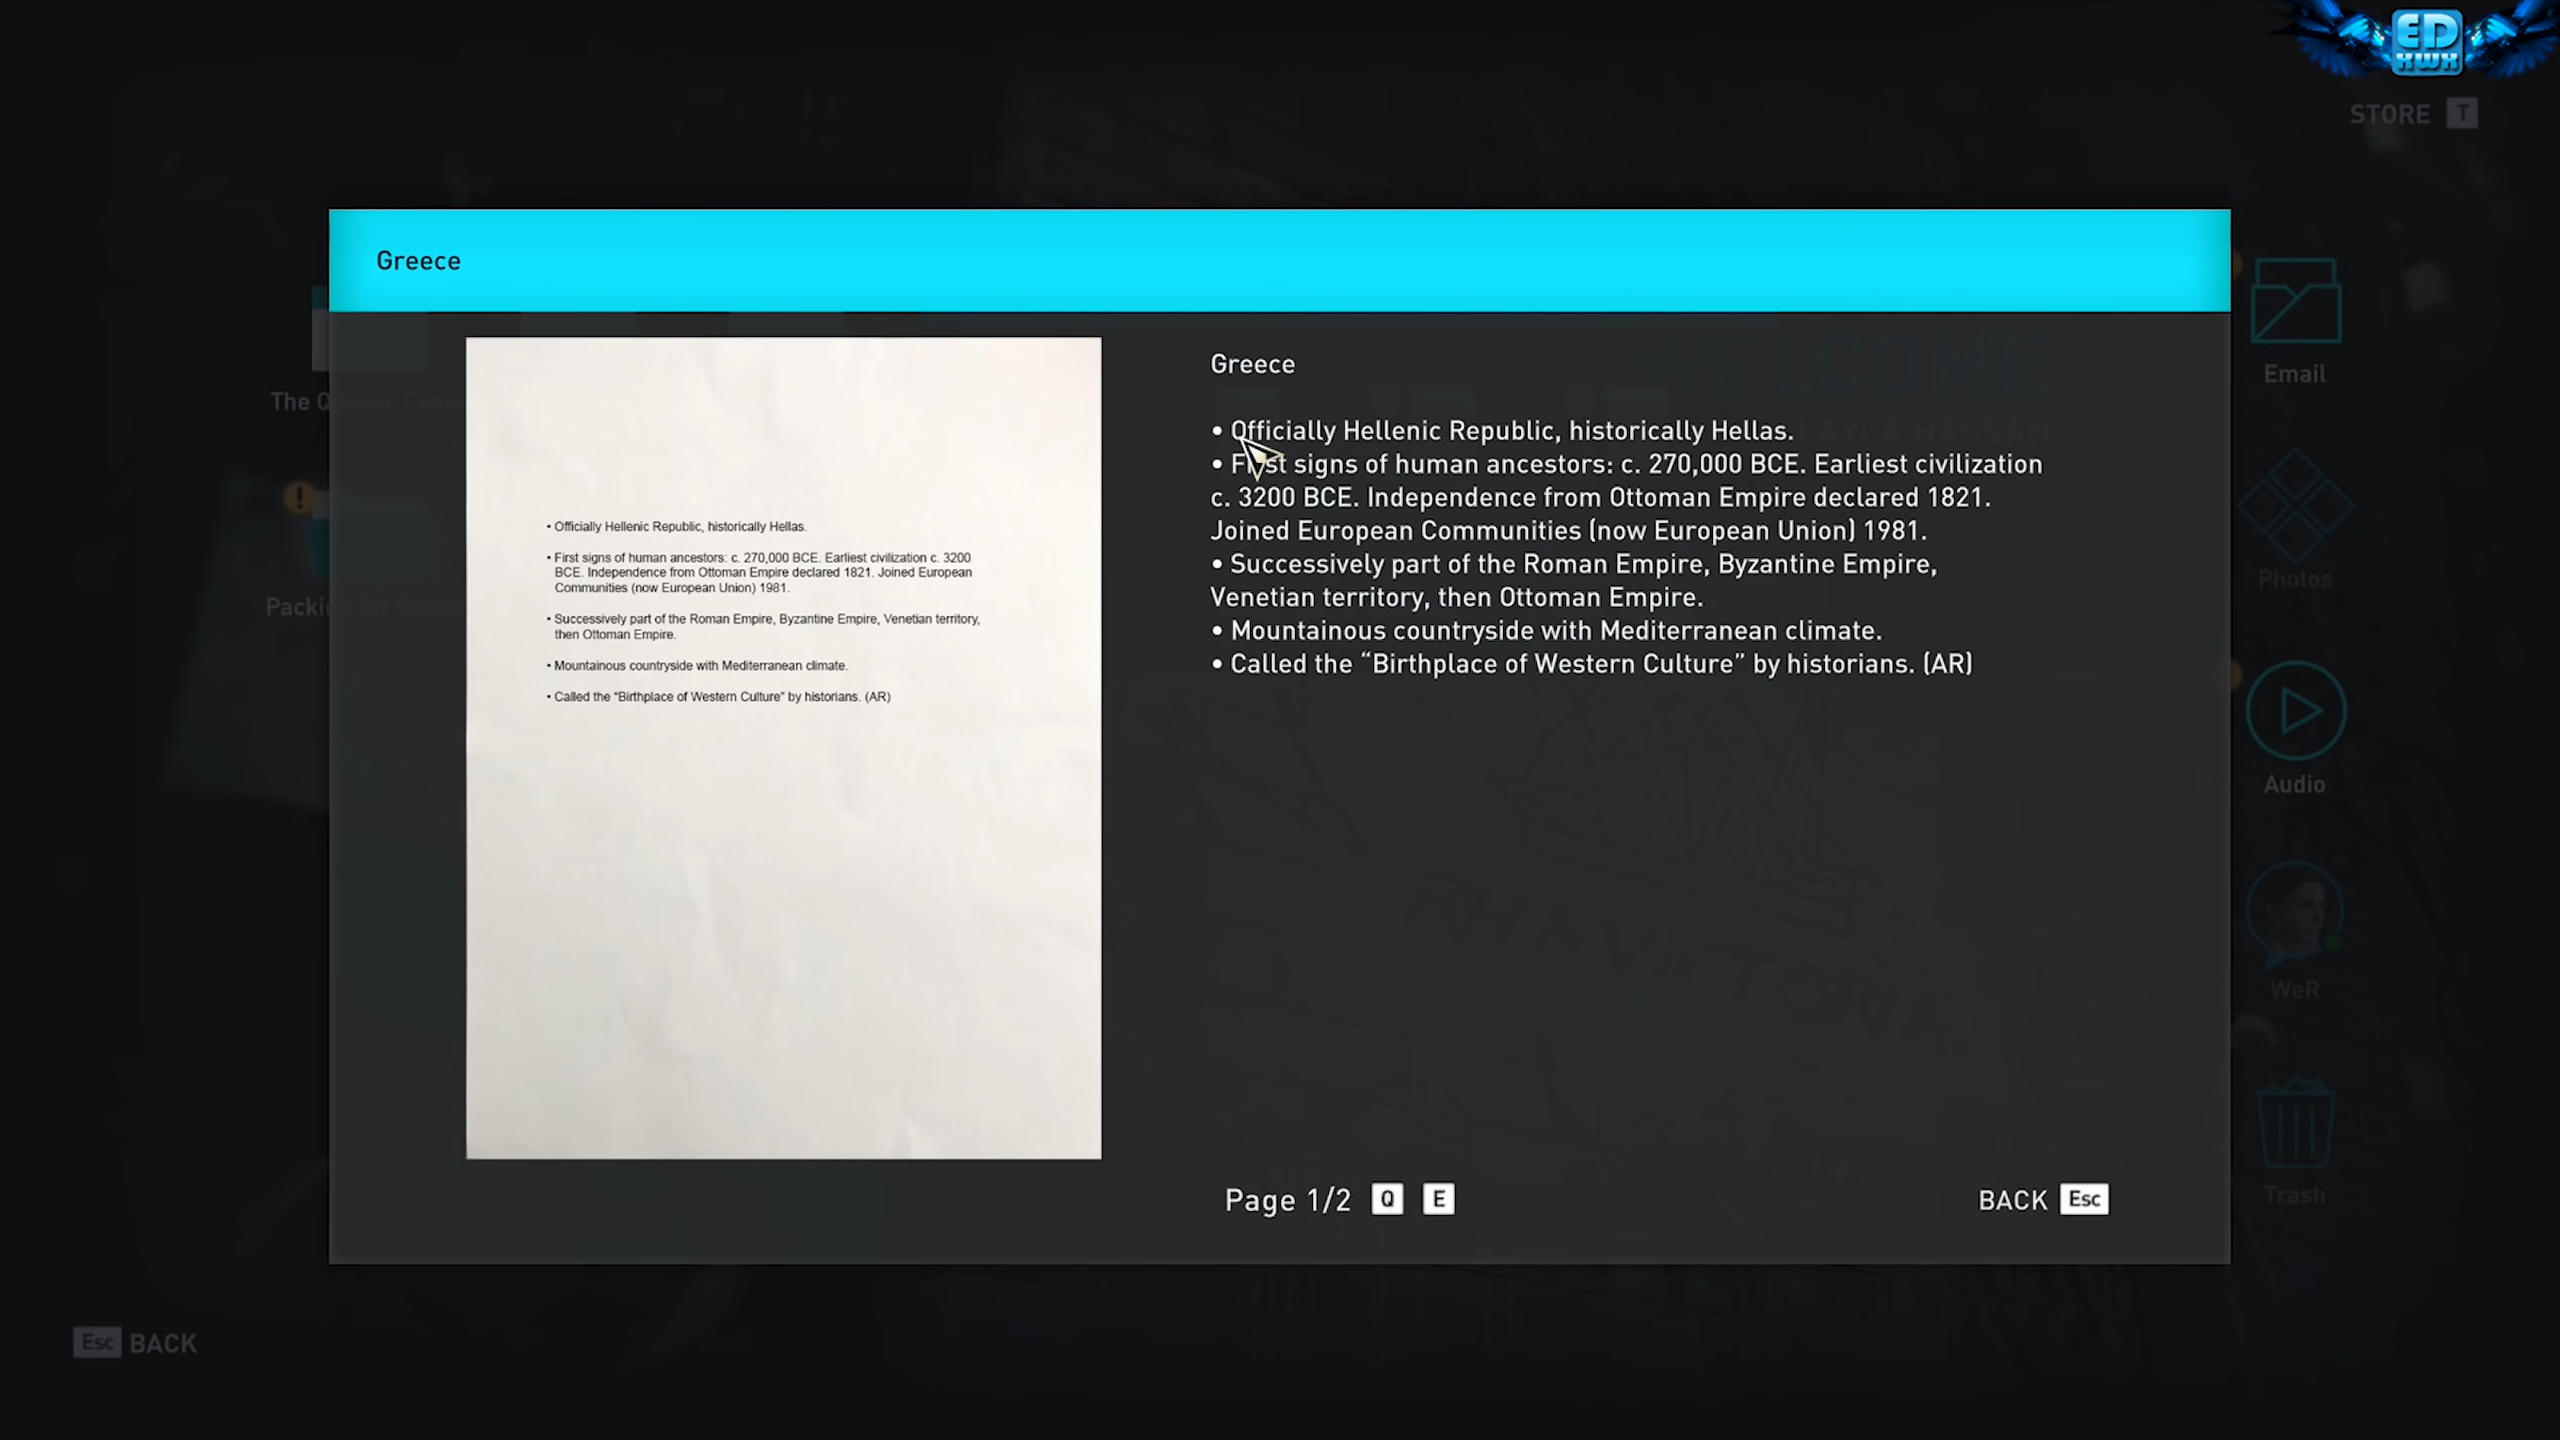 ED
XWX
STORE T
Greece
Greece
• Officially Hellenic Republic, historically Hellas.
• First signs of human ancestors: c. 270,000 BCE. Earliest civilization
c. 3200 BCE. Independence from Ottoman Empire declared 1821.
Joined European Communities (now European Union) 1981.
• Successively part of the Roman Empire, Byzantine Empire,
Venetian territory, then Ottoman Empire.
• Mountainous countryside with Mediterranean climate.
• Called the “Birthplace of Western Culture” by historians. (AR)
• Officially Hellenic Republic, historically Hellas.
• First signs of human ancestors: c. 270,000 BCE. Earliest civilization c. 3200
BCE. Independence from Ottoman Empire declared 1821. Joined European
Communities (now European Union) 1981.
• Successively part of the Roman Empire, Byzantine Empire, Venetian territory,
then Ottoman Empire.
• Mountainous countryside with Mediterranean climate.
• Called the "Birthplace of Western Culture" by historians. (AR)
LAYLA HASSAN
The
Email
Photos
Audio
WeR
Trash
Page 1/2 Q E
BACK Esc
Esc BACK